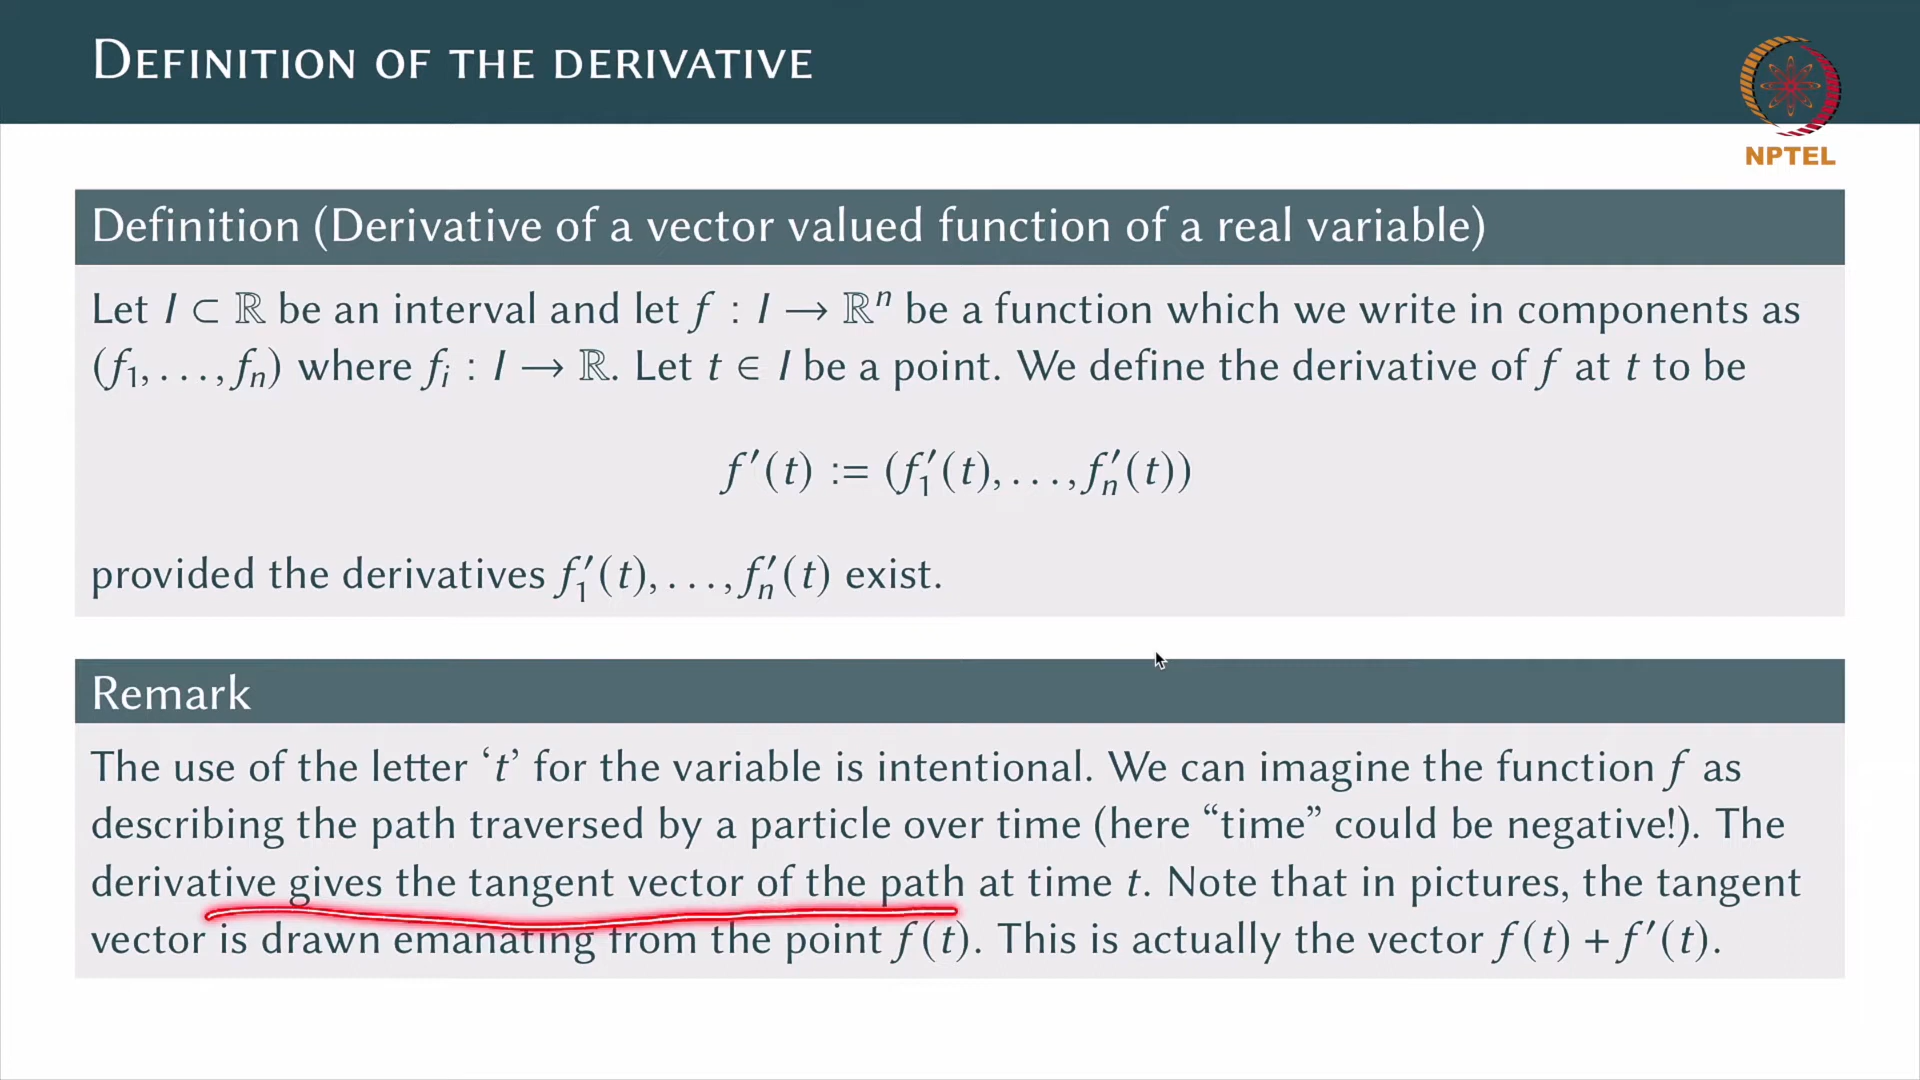 DEFINITION OF THE DERIVATIVE
NPTEL
Definition (Derivative of a vector valued function of a real variable)
Let I ⊂ ℝ be an interval and let f : I → ℝⁿ be a function which we write in components as
(f₁, . . . , fₙ) where fᵢ : I → ℝ. Let t ∈ I be a point. We define the derivative of f at t to be
f′(t) := (f₁′(t), . . . , fₙ′(t))
provided the derivatives f₁′(t), . . . , fₙ′(t) exist.
Remark
The use of the letter ‘t’ for the variable is intentional. We can imagine the function f as
describing the path traversed by a particle over time (here “time” could be negative!). The
derivative gives the tangent vector of the path at time t. Note that in pictures, the tangent
vector is drawn emanating from the point f(t). This is actually the vector f(t) + f′(t).